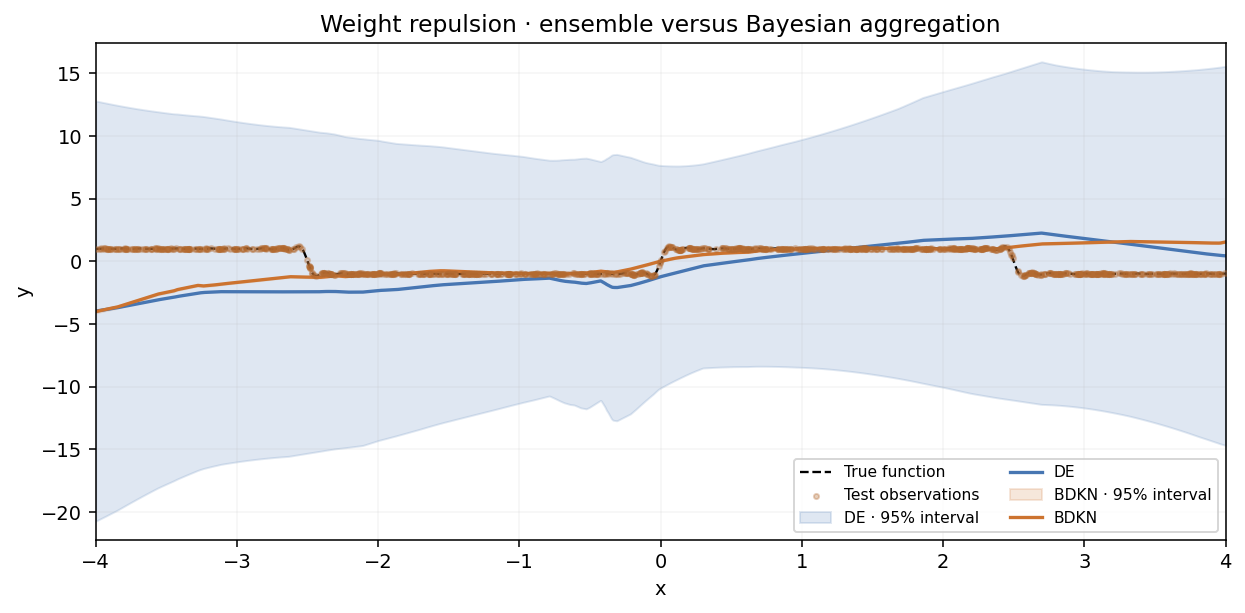 Weight repulsion · ensemble versus Bayesian aggregation
15
10
5
0
−5
−10
−15
−20
y
−4
−3
−2
−1
0
1
2
3
4
x
True function
Test observations
DE · 95% interval
DE
BDKN · 95% interval
BDKN